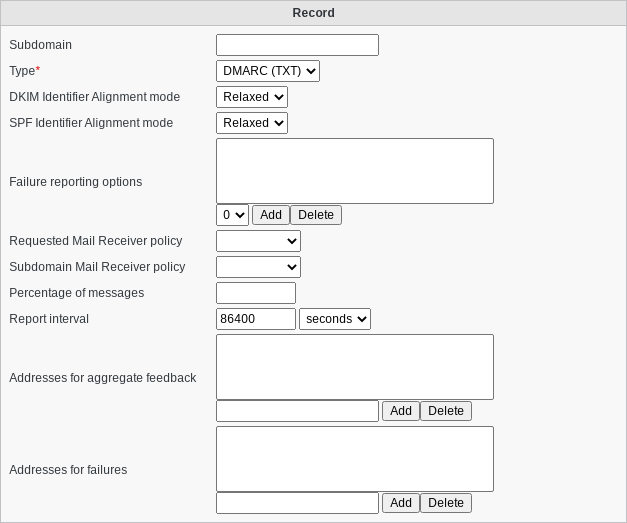 Record
Subdomain
Type* DMARC (TXT)
DKIM Identifier Alignment mode Relaxed
SPF Identifier Alignment mode Relaxed
Failure reporting options
0 Add Delete
Requested Mail Receiver policy
Subdomain Mail Receiver policy
Percentage of messages
Report interval 86400 seconds
Addresses for aggregate feedback
Add Delete
Addresses for failures
Add Delete